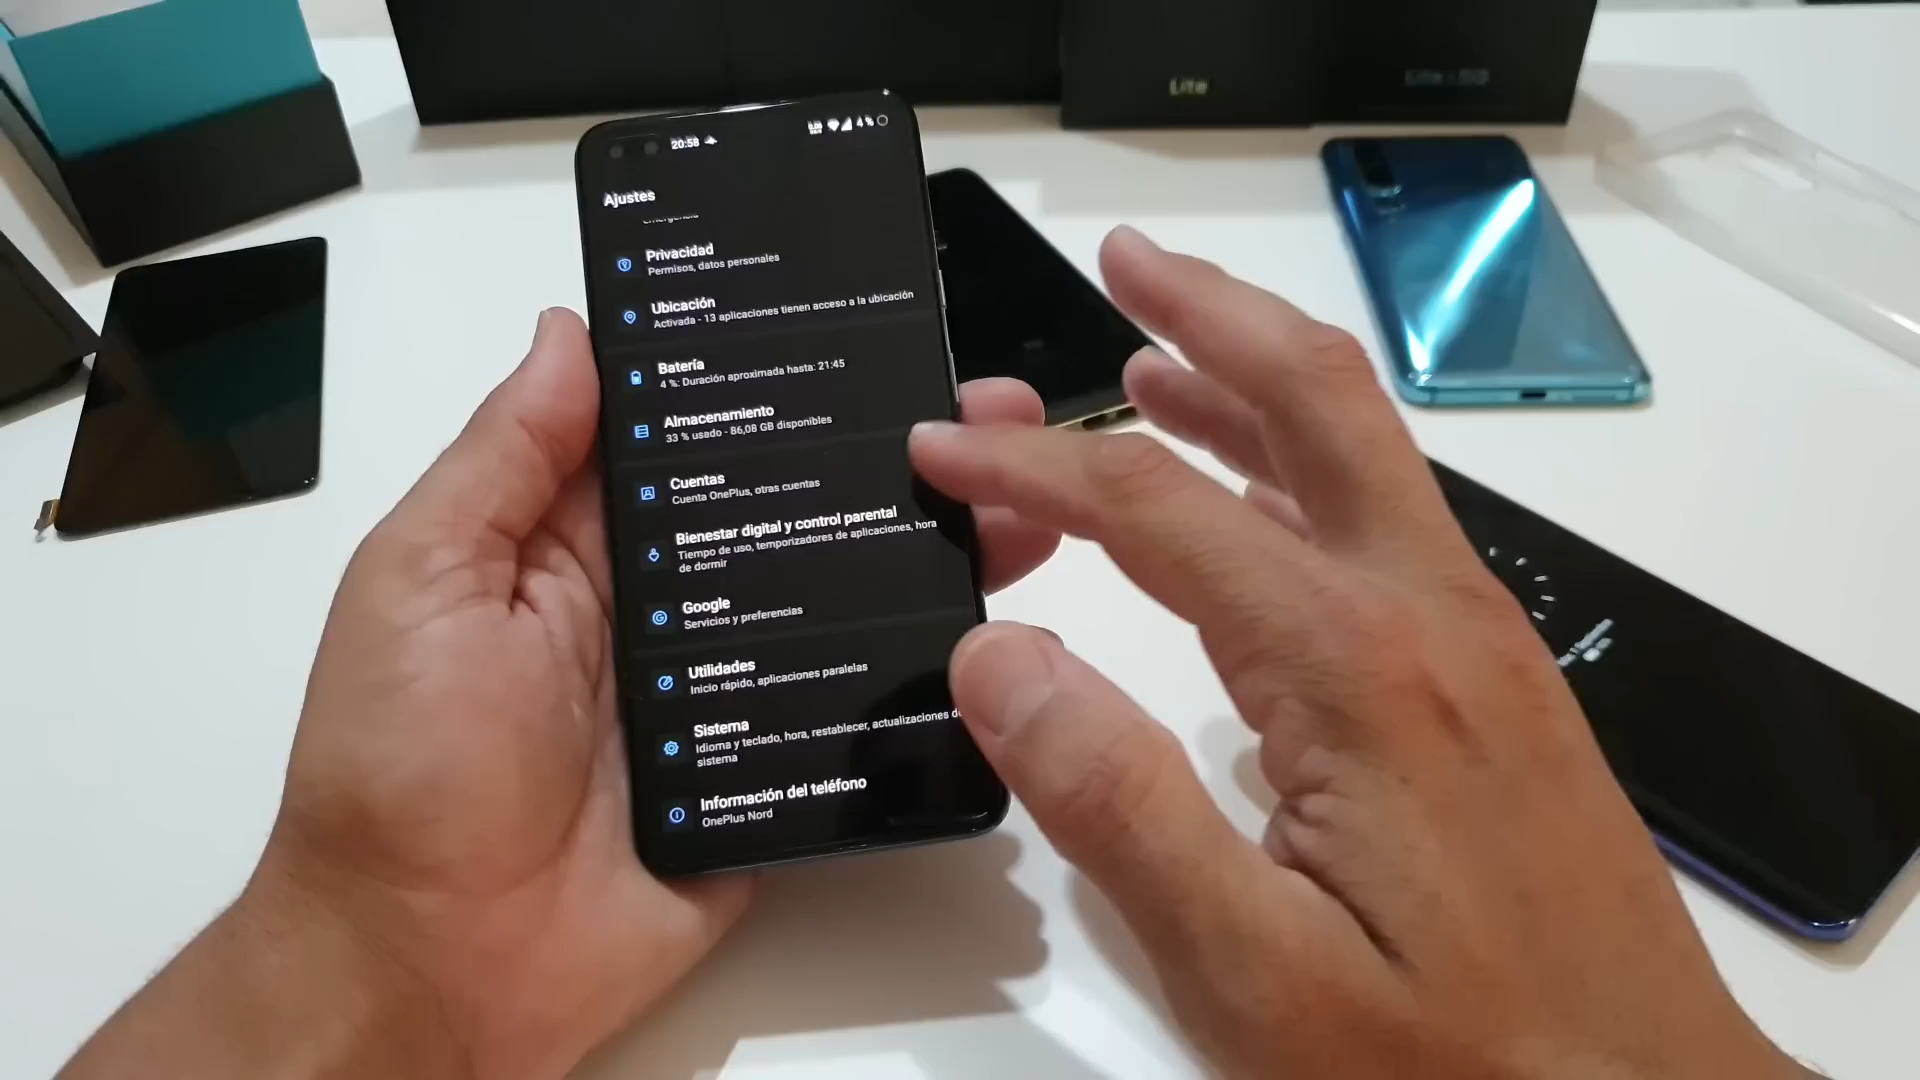 Lite
20:58
4 %
Ajustes
emergencia
Privacidad
Permisos, datos personales
Ubicación
Activada - 13 aplicaciones tienen acceso a la ubicación
Batería
4 %: Duración aproximada hasta: 21:45
Almacenamiento
33 % usado - 86,08 GB disponibles
Cuentas
Cuenta OnePlus, otras cuentas
Bienestar digital y control parental
Tiempo de uso, temporizadores de aplicaciones, hora
de dormir
Google
Servicios y preferencias
Utilidades
Inicio rápido, aplicaciones paralelas
Sistema
Idioma y teclado, hora, restablecer, actualizaciones de
sistema
Información del teléfono
OnePlus Nord